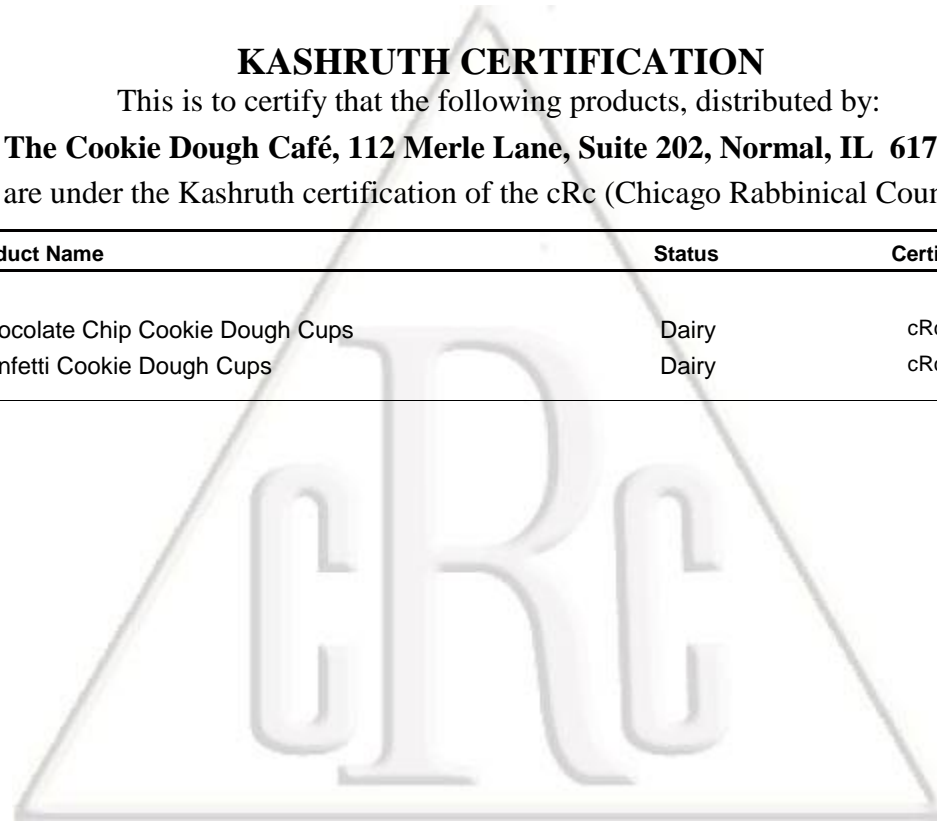 KASHRUTH CERTIFICATION
This is to certify that the following products, distributed by:
The Cookie Dough Café, 112 Merle Lane, Suite 202, Normal, IL 617
are under the Kashruth certification of the cRc (Chicago Rabbinical Coun
duct Name Status Certi
ocolate Chip Cookie Dough Cups Dairy cRc
nfetti Cookie Dough Cups Dairy cRc
cRc